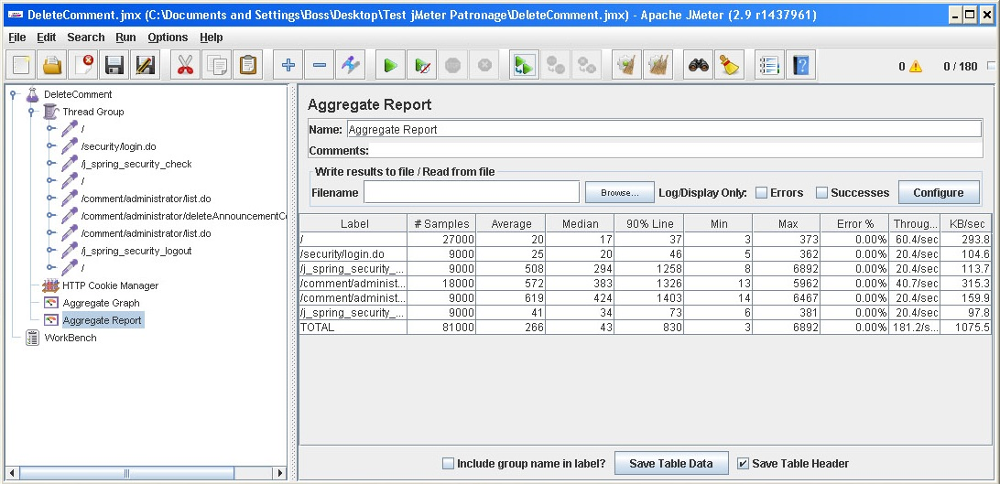 DeleteComment.jmx (C:\Documents and Settings\Boss\Desktop\Test jMeter Patronage\DeleteComment.jmx) - Apache JMeter (2.9 r1437961)
File Edit Search Run Options Help
0 0 / 180
DeleteComment
Thread Group
/
/security/login.do
/j_spring_security_check
/
/comment/administrator/list.do
/comment/administrator/deleteAnnouncementCo
/comment/administrator/list.do
/j_spring_security_logout
/
HTTP Cookie Manager
Aggregate Graph
Aggregate Report
WorkBench
Aggregate Report
Name: Aggregate Report
Comments:
Write results to file / Read from file
Filename Browse... Log/Display Only: Errors Successes Configure
Label # Samples Average Median 90% Line Min Max Error % Throug... KB/sec
/ 27000 20 17 37 3 373 0.00% 60.4/sec 293.8
/security/login.do 9000 25 20 46 5 362 0.00% 20.4/sec 104.6
/j_spring_security_... 9000 508 294 1258 8 6892 0.00% 20.4/sec 113.7
/comment/administ... 18000 572 383 1326 13 5962 0.00% 40.7/sec 315.3
/comment/administ... 9000 619 424 1403 14 6467 0.00% 20.4/sec 159.9
/j_spring_security_... 9000 41 34 73 6 381 0.00% 20.4/sec 97.8
TOTAL 81000 266 43 830 3 6892 0.00% 181.2/s... 1075.5
Include group name in label? Save Table Data Save Table Header